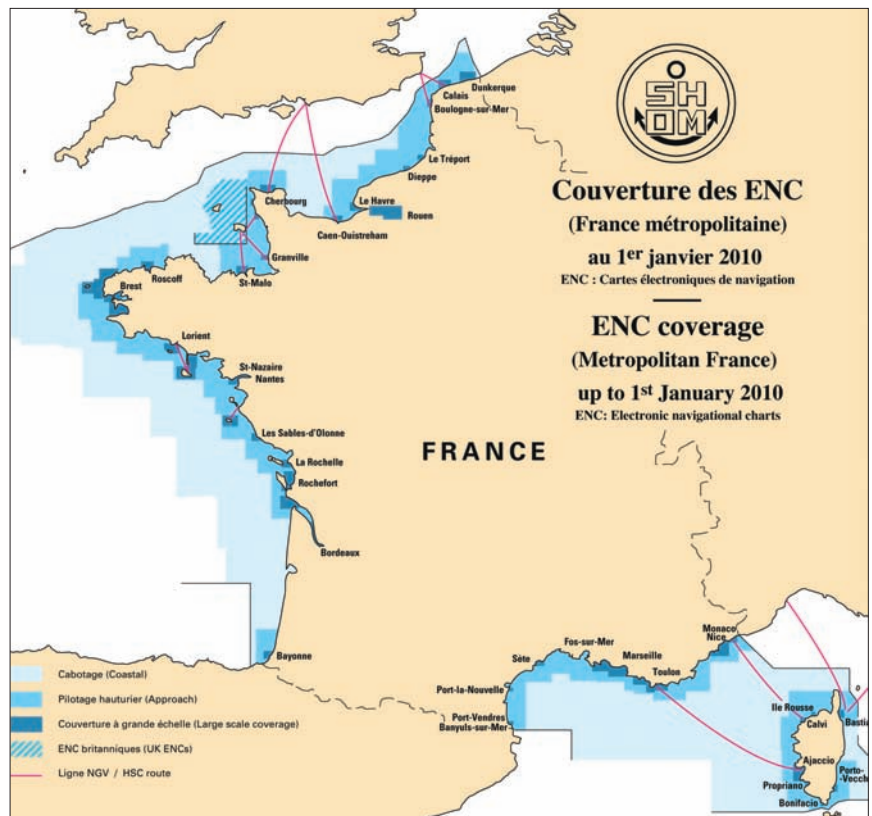 SH
OM
Couverture des ENC
(France métropolitaine)
au 1er janvier 2010
ENC : Cartes électroniques de navigation
ENC coverage
(Metropolitan France)
up to 1st January 2010
ENC: Electronic navigational charts
Dunkerque
Calais
Boulogne-sur-Mer
Le Tréport
Dieppe
Le Havre
Rouen
Cherbourg
Caen-Ouistreham
Granville
St-Malo
Roscoff
Brest
Lorient
St-Nazaire
Nantes
Les Sables-d'Olonne
La Rochelle
Rochefort
FRANCE
Bordeaux
Bayonne
Monaco
Nice
Fos-sur-Mer
Marseille
Sète
Toulon
Port-la-Nouvelle
Port-Vendres
Banyuls-sur-Mer
Ile Rousse
Calvi
Bastia
Ajaccio
Porto-
Vecch
Propriano
Bonifacio
Cabotage (Coastal)
Pilotage hauturier (Approach)
Couverture à grande échelle (Large scale coverage)
ENC britanniques (UK ENCs)
Ligne NGV / HSC route